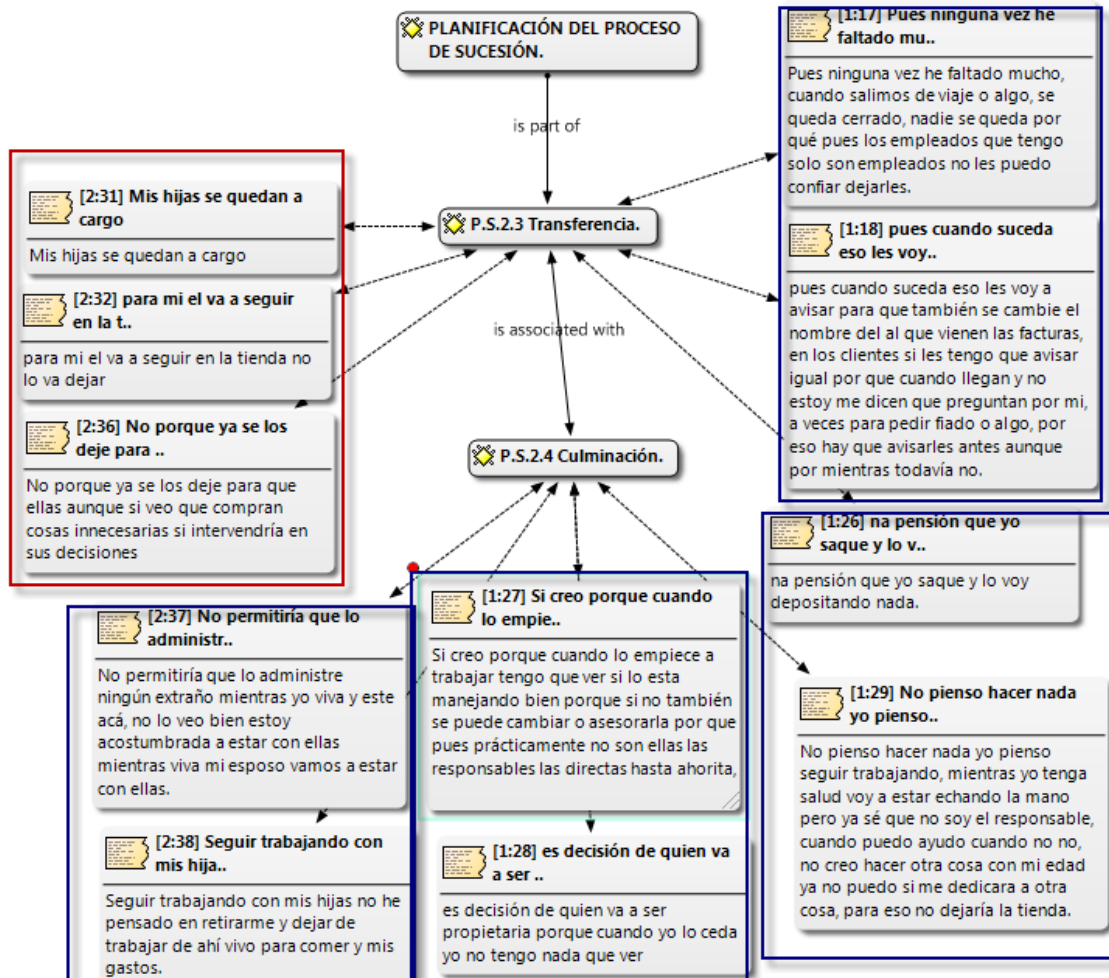 PLANIFICACIÓN DEL PROCESO
DE SUCESIÓN.
is part of
P.S.2.3 Transferencia.
is associated with
P.S.2.4 Culminación.
[2:31] Mis hijas se quedan a
cargo
Mis hijas se quedan a cargo
[2:32] para mi el va a seguir
en la t..
para mi el va a seguir en la tienda no
lo va dejar
[2:36] No porque ya se los
deje para ..
No porque ya se los deje para que
ellas aunque si veo que compran
cosas innecesarias si intervendría en
sus decisiones
[1:17] Pues ninguna vez he
faltado mu..
Pues ninguna vez he faltado mucho,
cuando salimos de viaje o algo, se
queda cerrado, nadie se queda por
qué pues los empleados que tengo
solo son empleados no les puedo
confiar dejarles.
[1:18] pues cuando suceda
eso les voy..
pues cuando suceda eso les voy a
avisar para que también se cambie el
nombre del al que vienen las facturas,
en los clientes si les tengo que avisar
igual por que cuando llegan y no
estoy me dicen que preguntan por mi,
a veces para pedir fiado o algo, por
eso hay que avisarles antes aunque
por mientras todavía no.
[1:26] na pensión que yo
saque y lo v..
na pensión que yo saque y lo voy
depositando nada.
[2:37] No permitiría que lo
administr..
No permitiría que lo administre
ningún extraño mientras yo viva y este
acá, no lo veo bien estoy
acostumbrada a estar con ellas
mientras viva mi esposo vamos a estar
con ellas.
[2:38] Seguir trabajando con
mis hija..
Seguir trabajando con mis hijas no he
pensado en retirarme y dejar de
trabajar de ahí vivo para comer y mis
gastos.
[1:27] Si creo porque cuando
lo empie..
Si creo porque cuando lo empiece a
trabajar tengo que ver si lo esta
manejando bien porque si no también
se puede cambiar o asesorarla por que
pues prácticamente no son ellas las
responsables las directas hasta ahorita,
[1:28] es decisión de quien va
a ser ..
es decisión de quien va a ser
propietaria porque cuando yo lo ceda
yo no tengo nada que ver
[1:29] No pienso hacer nada
yo pienso..
No pienso hacer nada yo pienso
seguir trabajando, mientras yo tenga
salud voy a estar echando la mano
pero ya sé que no soy el responsable,
cuando puedo ayudo cuando no no,
no creo hacer otra cosa con mi edad
ya no puedo si me dedicara a otra
cosa, para eso no dejaría la tienda.